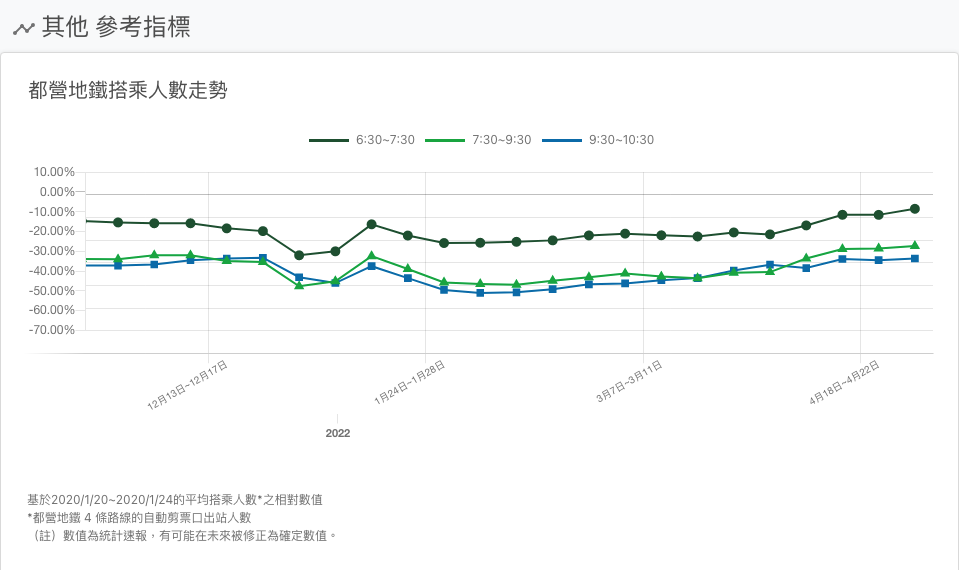 其他 參考指標
都營地鐵搭乘人數走勢
6:30~7:30 7:30~9:30 9:30~10:30
10.00%
0.00%
-10.00%
-20.00%
-30.00%
-40.00%
-50.00%
-60.00%
-70.00%
12月13日~12月17日
1月24日~1月28日
3月7日~3月11日
4月18日~4月22日
2022
基於2020/1/20~2020/1/24的平均搭乘人數*之相對數值
*都營地鐵 4 條路線的自動剪票口出站人數
（註）數值為統計速報，有可能在未來被修正為確定數值。